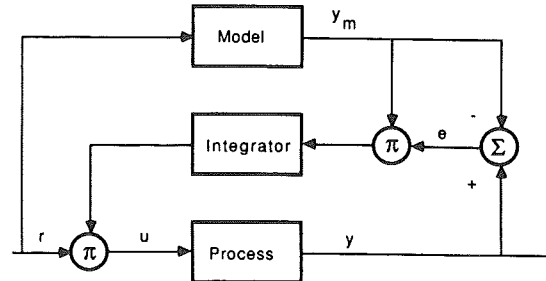 Model
y_m
-
Integrator
π
e
Σ
+
r
π
u
Process
y